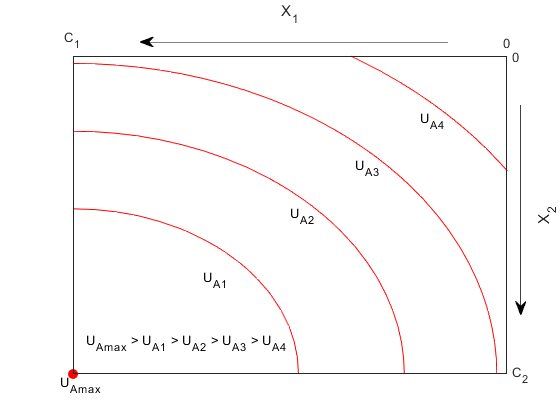 X1
C1
0
0
UA4
UA3
X2
UA2
UA1
UAmax > UA1 > UA2 > UA3 > UA4
C2
UAmax